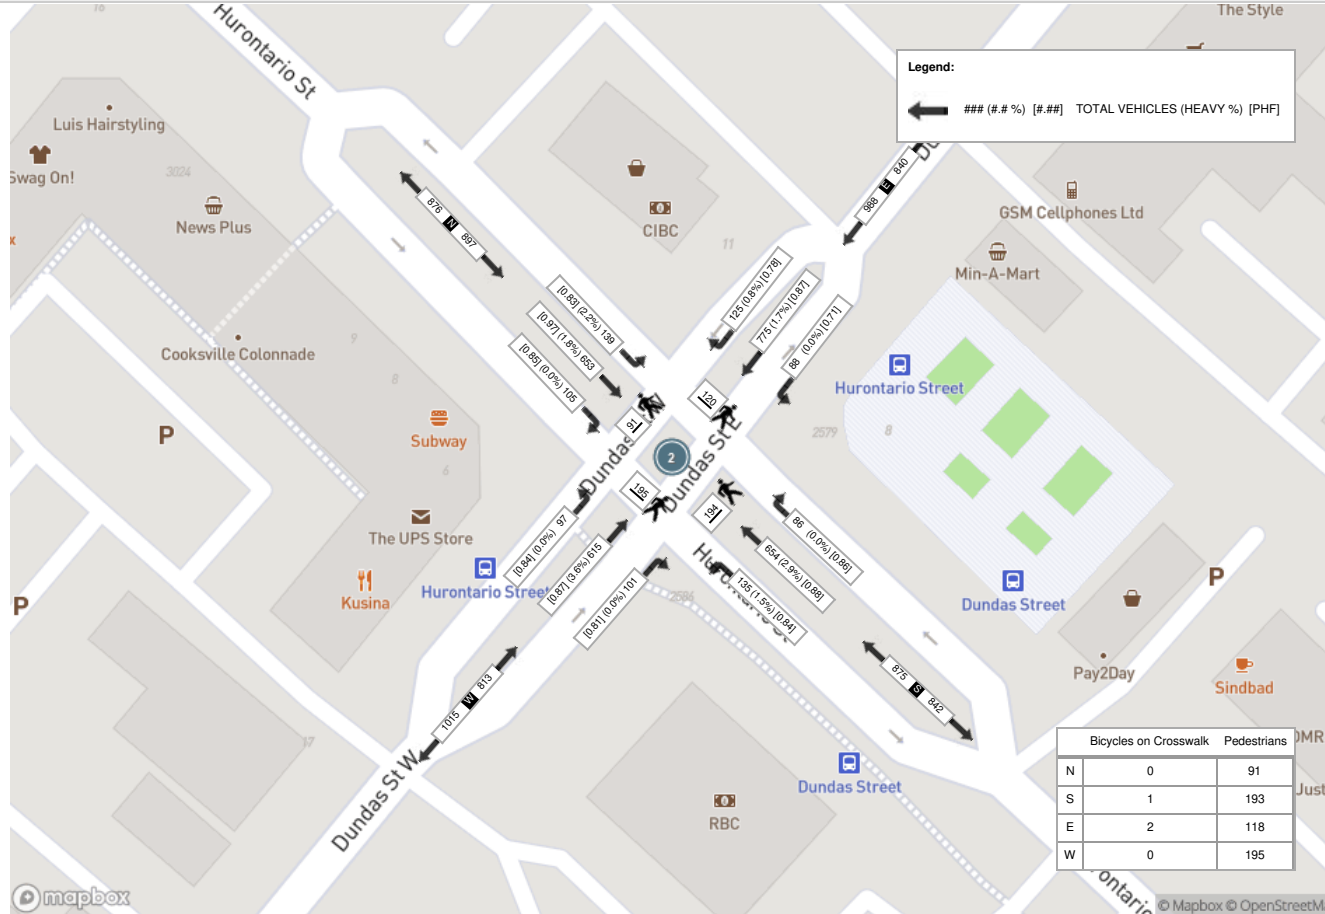 16
The Style
Hurontario St
Legend:
### (#.# %) [#.##] TOTAL VEHICLES (HEAVY %) [PHF]
Luis Hairstyling
Swag On!
3024
News Plus
876 N 897
CIBC
11
988 E 840
GSM Cellphones Ltd
Min-A-Mart
x
[0.83] (2.2%) 139
[0.97] (1.8%) 653
[0.85] (0.0%) 105
125 (0.8%) [0.78]
775 (1.7%) [0.87]
88 (0.0%) [0.71]
Cooksville Colonnade
9
8
Hurontario Street
2579
8
P
Subway
6
91
120
2
195
194
Dundas St E
The UPS Store
Kusina
Hurontario Street
[0.84] (0.0%) 97
[0.87] (3.6%) 615
[0.81] (0.0%) 101
86 (0.0%) [0.86]
654 (2.9%) [0.88]
135 (1.5%) [0.84]
2586
P
P
Dundas Street
Pay2Day
Sindbad
1015 W 813
875 S 842
17
Dundas St W
Dundas Street
RBC
Bicycles on Crosswalk Pedestrians
N 0 91
S 1 193
E 2 118
W 0 195
DMR
Just
mapbox
© Mapbox © OpenStreetM